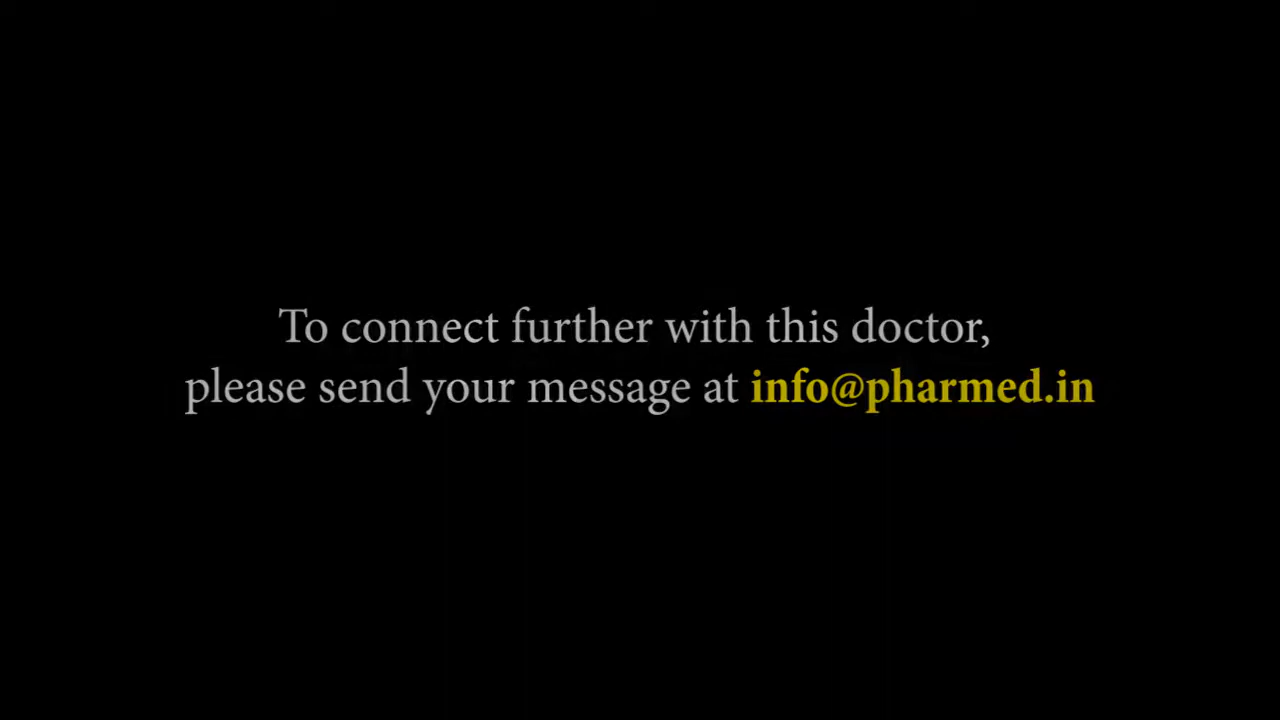 To connect further with this doctor,
please send your message at info@pharmed.in